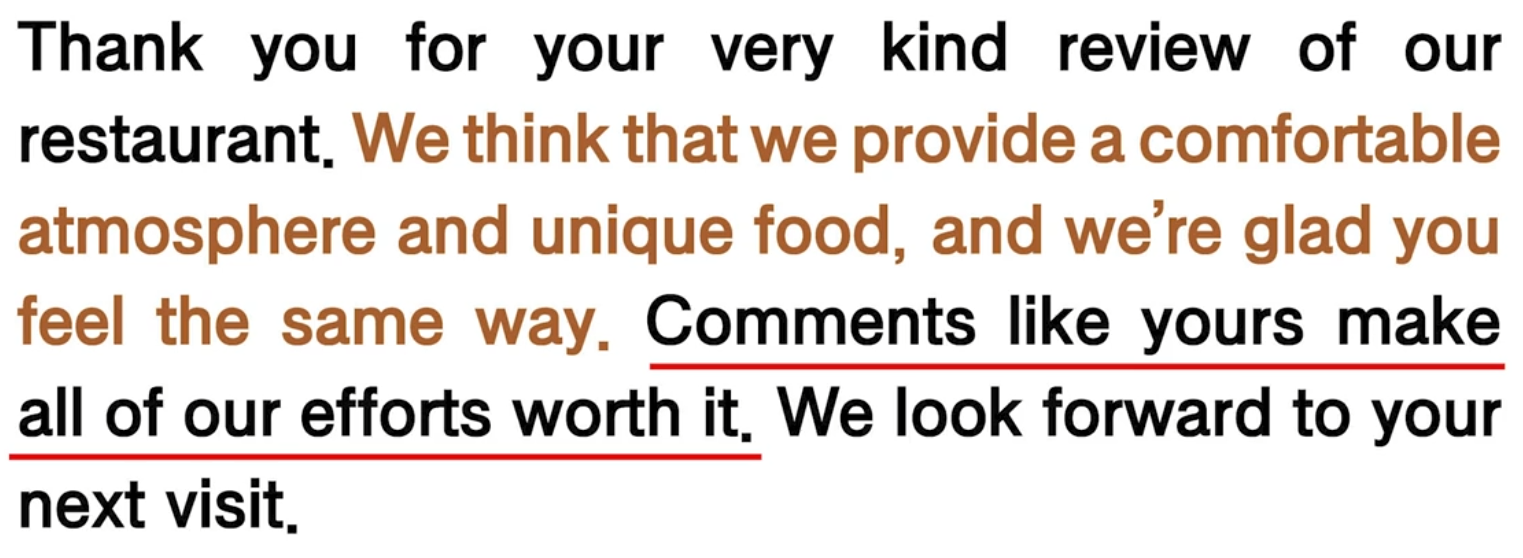 Thank you for your very kind review of our
restaurant. We think that we provide a comfortable
atmosphere and unique food, and we’re glad you
feel the same way. Comments like yours make
all of our efforts worth it. We look forward to your
next visit.